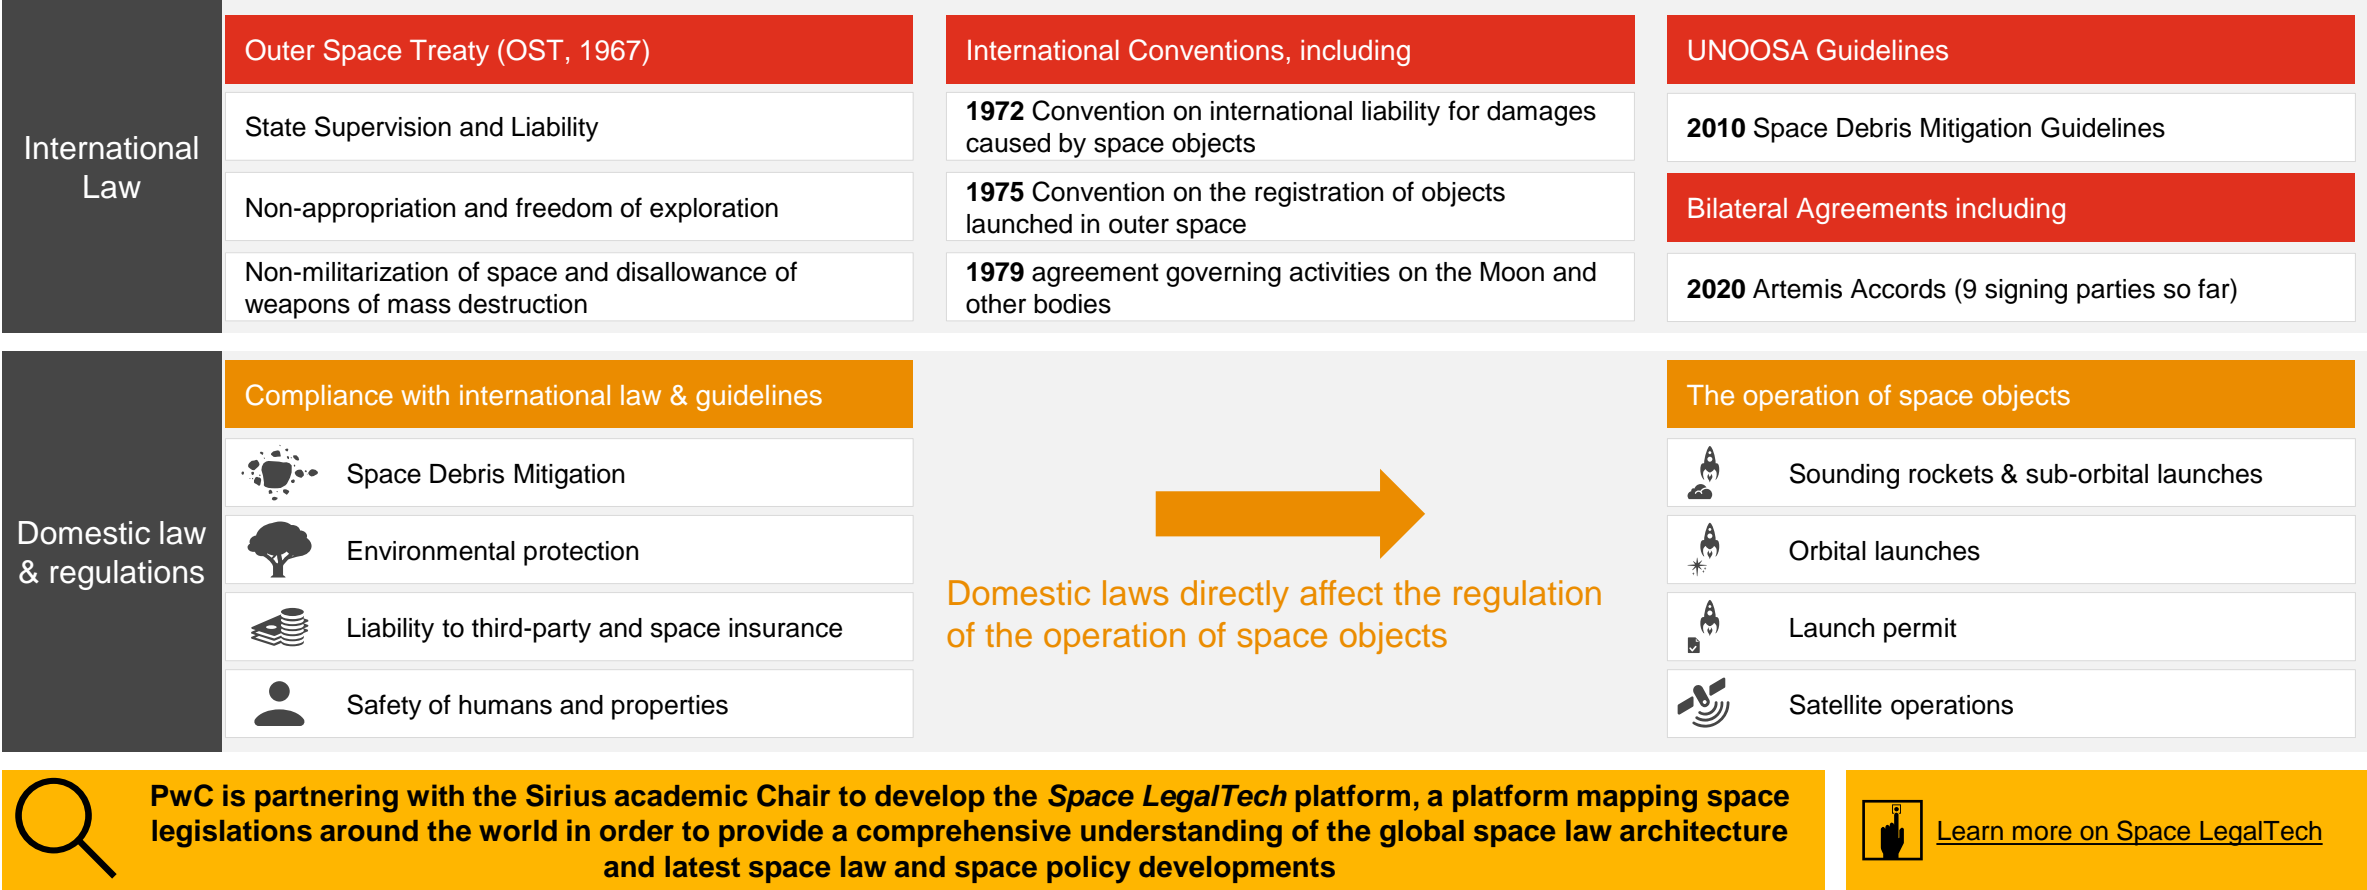 International
Law
Outer Space Treaty (OST, 1967)
State Supervision and Liability
Non-appropriation and freedom of exploration
Non-militarization of space and disallowance of
weapons of mass destruction
International Conventions, including
1972 Convention on international liability for damages
caused by space objects
1975 Convention on the registration of objects
launched in outer space
1979 agreement governing activities on the Moon and
other bodies
UNOOSA Guidelines
2010 Space Debris Mitigation Guidelines
Bilateral Agreements including
2020 Artemis Accords (9 signing parties so far)
Domestic law
& regulations
Compliance with international law & guidelines
Space Debris Mitigation
Environmental protection
Liability to third-party and space insurance
Safety of humans and properties
Domestic laws directly affect the regulation
of the operation of space objects
The operation of space objects
Sounding rockets & sub-orbital launches
Orbital launches
Launch permit
Satellite operations
PwC is partnering with the Sirius academic Chair to develop the Space LegalTech platform, a platform mapping space
legislations around the world in order to provide a comprehensive understanding of the global space law architecture
and latest space law and space policy developments
Learn more on Space LegalTech